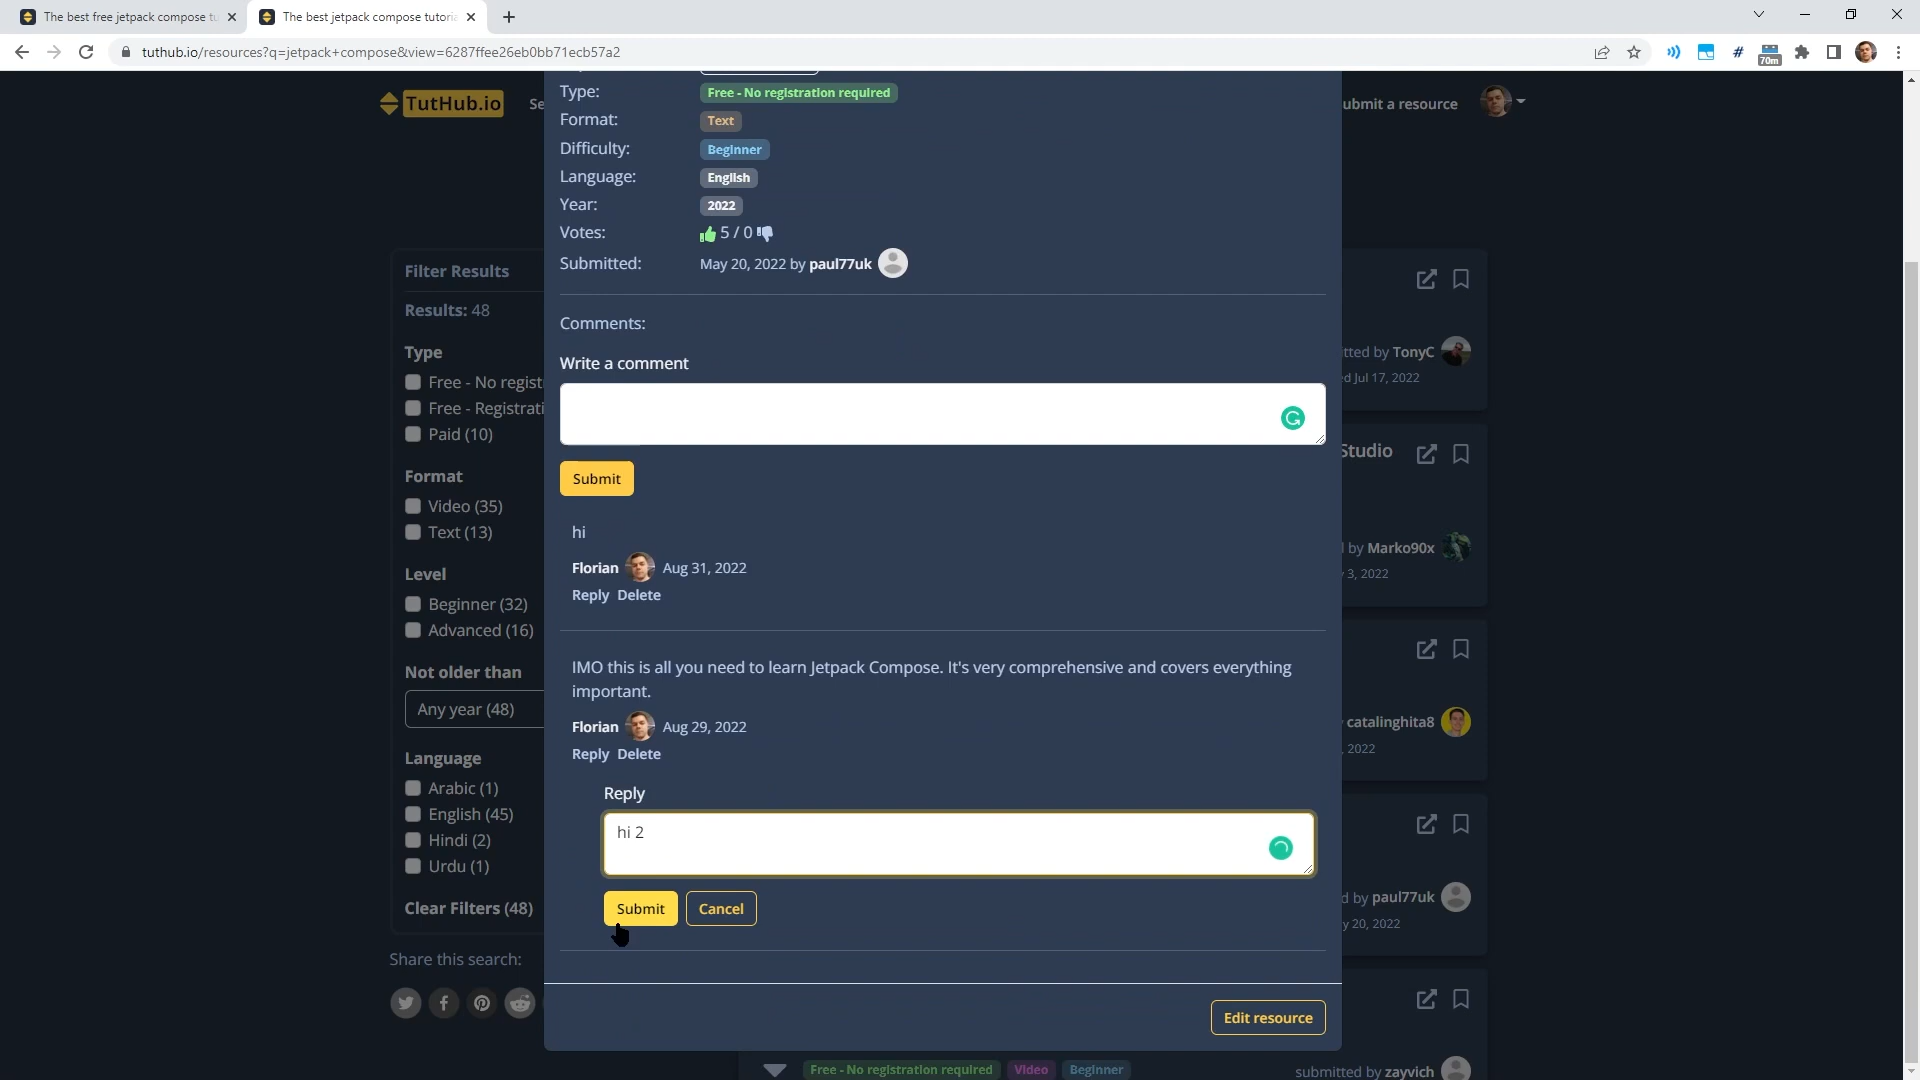 The best free jetpack compose tu
The best jetpack compose tutoria
tuthub.io/resources?q=jetpack+compose&view=6287ffee26eb0bb71ecb57a2
70m
TutHub.io
Se
ubmit a resource
Type:
Free - No registration required
Format:
Text
Difficulty:
Beginner
Language:
English
Year:
2022
Votes:
5 / 0
Submitted:
May 20, 2022 by paul77uk
Comments:
Write a comment
Submit
hi
Florian Aug 31, 2022
Reply Delete
IMO this is all you need to learn Jetpack Compose. It's very comprehensive and covers everything
important.
Florian Aug 29, 2022
Reply Delete
Reply
hi 2
Submit Cancel
Edit resource
Filter Results
Results: 48
Type
Free - No regist
Free - Registrati
Paid (10)
Format
Video (35)
Text (13)
Level
Beginner (32)
Advanced (16)
Not older than
Any year (48)
Language
Arabic (1)
English (45)
Hindi (2)
Urdu (1)
Clear Filters (48)
Share this search:
itted by TonyC
d Jul 17, 2022
Studio
by Marko90x
3, 2022
catalinghita8
, 2022
d by paul77uk
y 20, 2022
Free - No registration required Video Beginner
submitted by zayvich